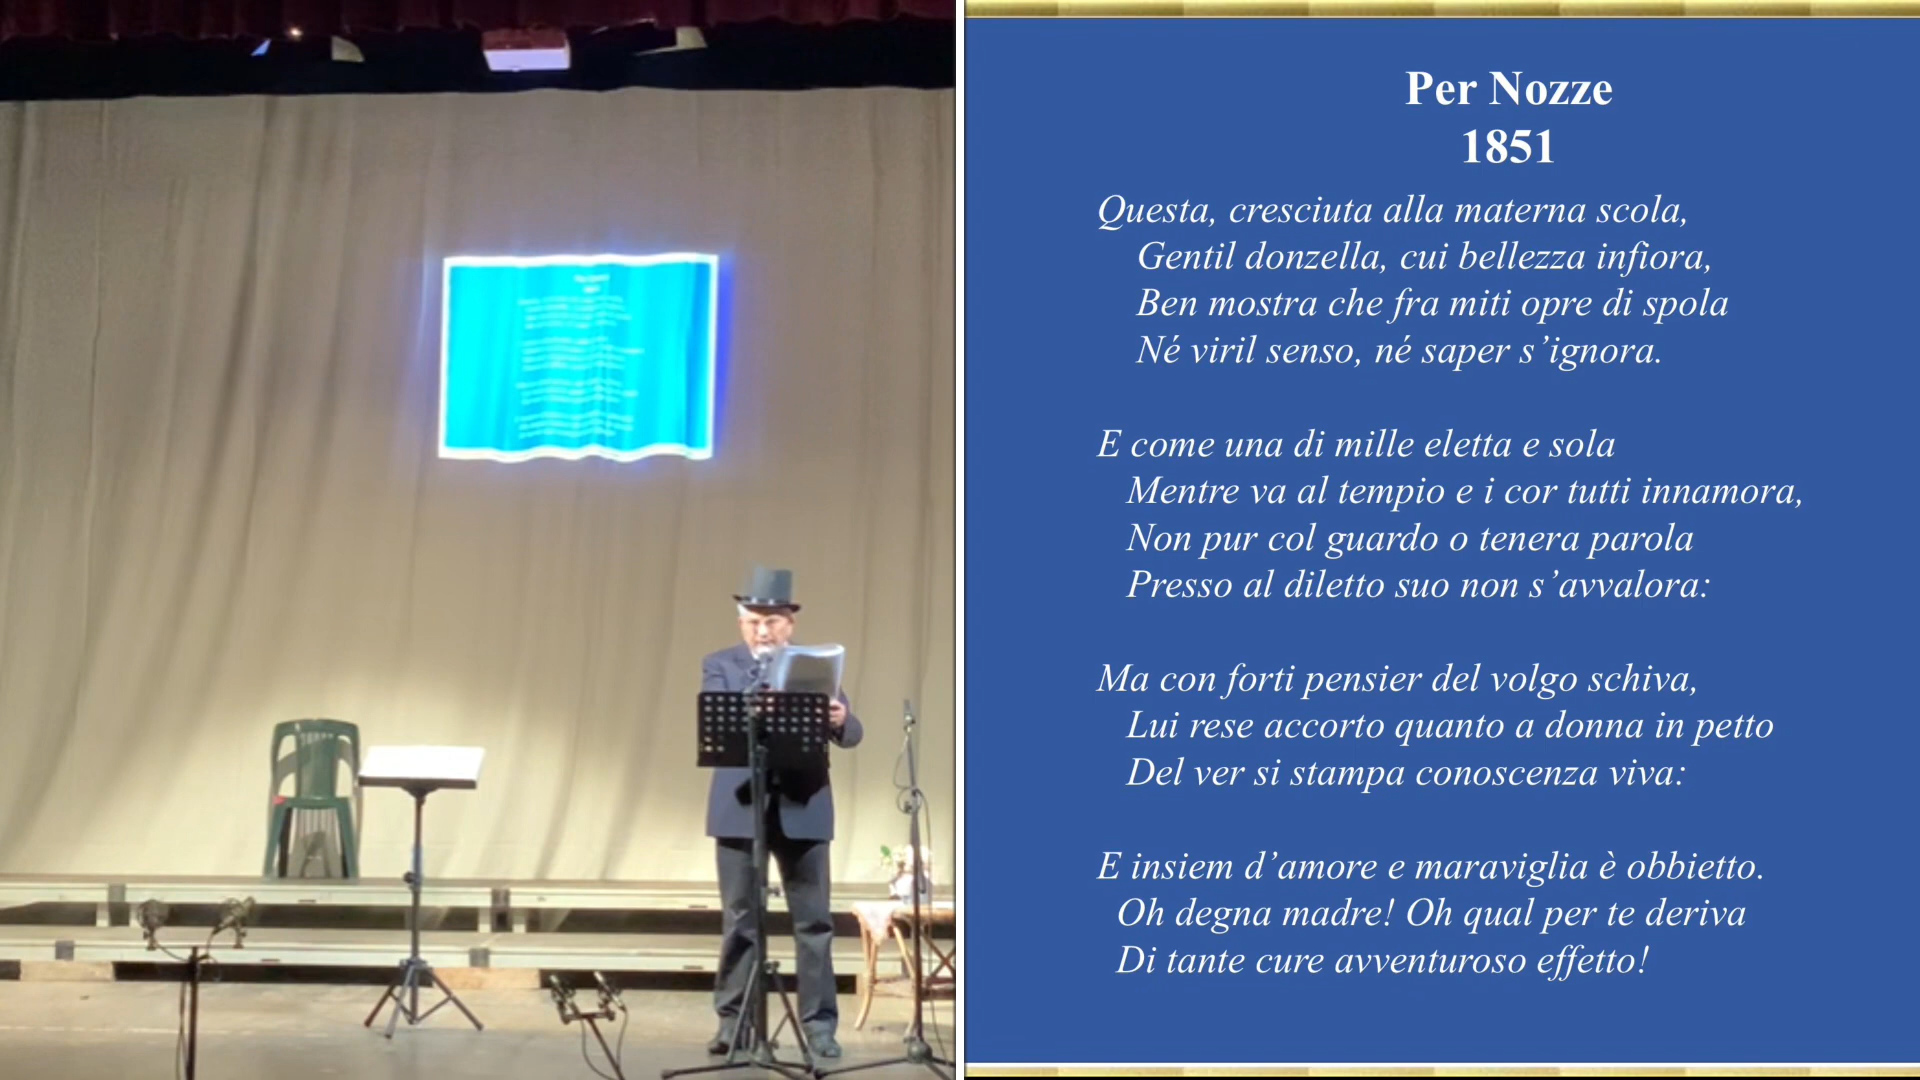 Per Nozze
1851
Questa, cresciuta alla materna scola,
Gentil donzella, cui bellezza infiora,
Ben mostra che fra miti opre di spola
Né viril senso, né saper s’ignora.
E come una di mille eletta e sola
Mentre va al tempio e i cor tutti innamora,
Non pur col guardo o tenera parola
Presso al diletto suo non s’avvalora:
Ma con forti pensier del volgo schiva,
Lui rese accorto quanto a donna in petto
Del ver si stampa conoscenza viva:
E insiem d’amore e maraviglia è obbietto.
Oh degna madre! Oh qual per te deriva
Di tante cure avventuroso effetto!